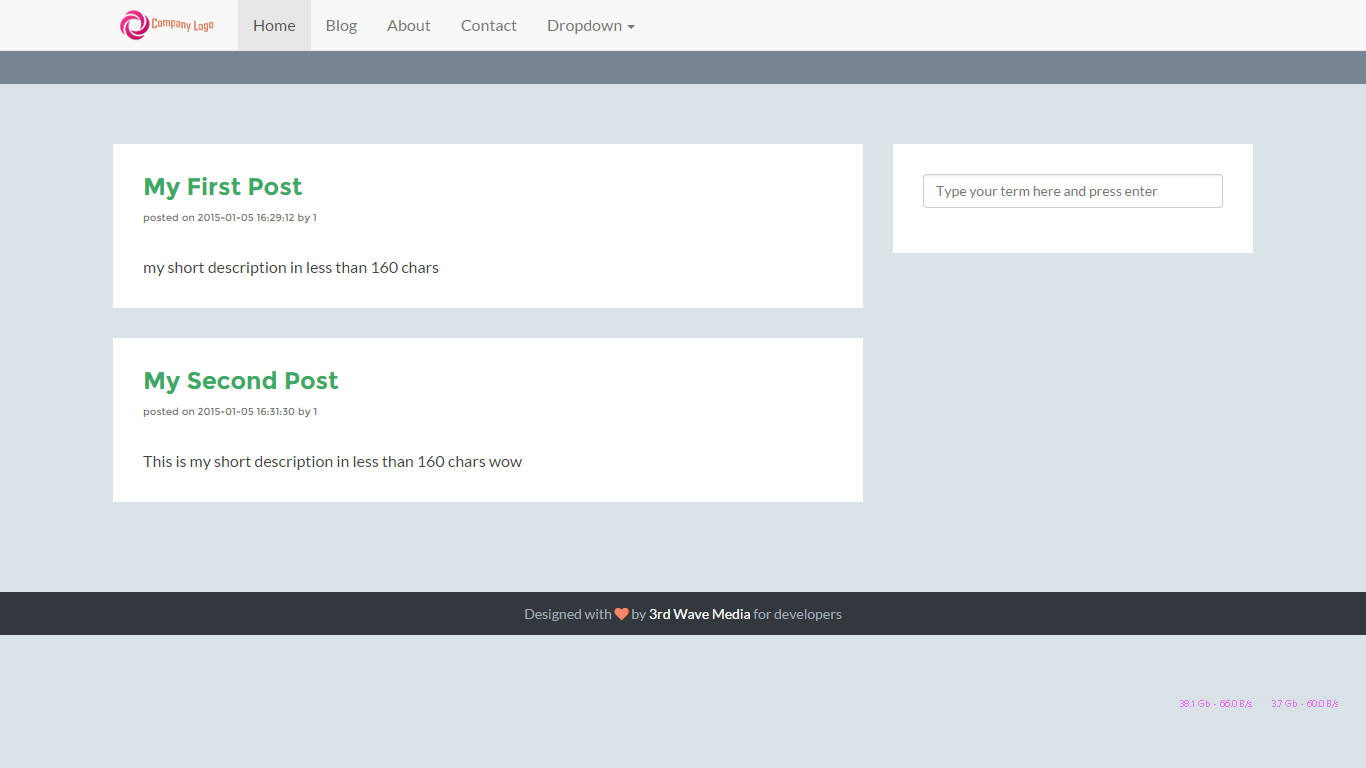 Company Logo
Home
Blog
About
Contact
Dropdown
My First Post
posted on 2015-01-05 16:29:12 by 1
my short description in less than 160 chars
Type your term here and press enter
My Second Post
posted on 2015-01-05 16:31:30 by 1
This is my short description in less than 160 chars wow
Designed with by 3rd Wave Media for developers
38.1 Gb - 66.0 B/s 3.7 Gb - 60.0 B/s